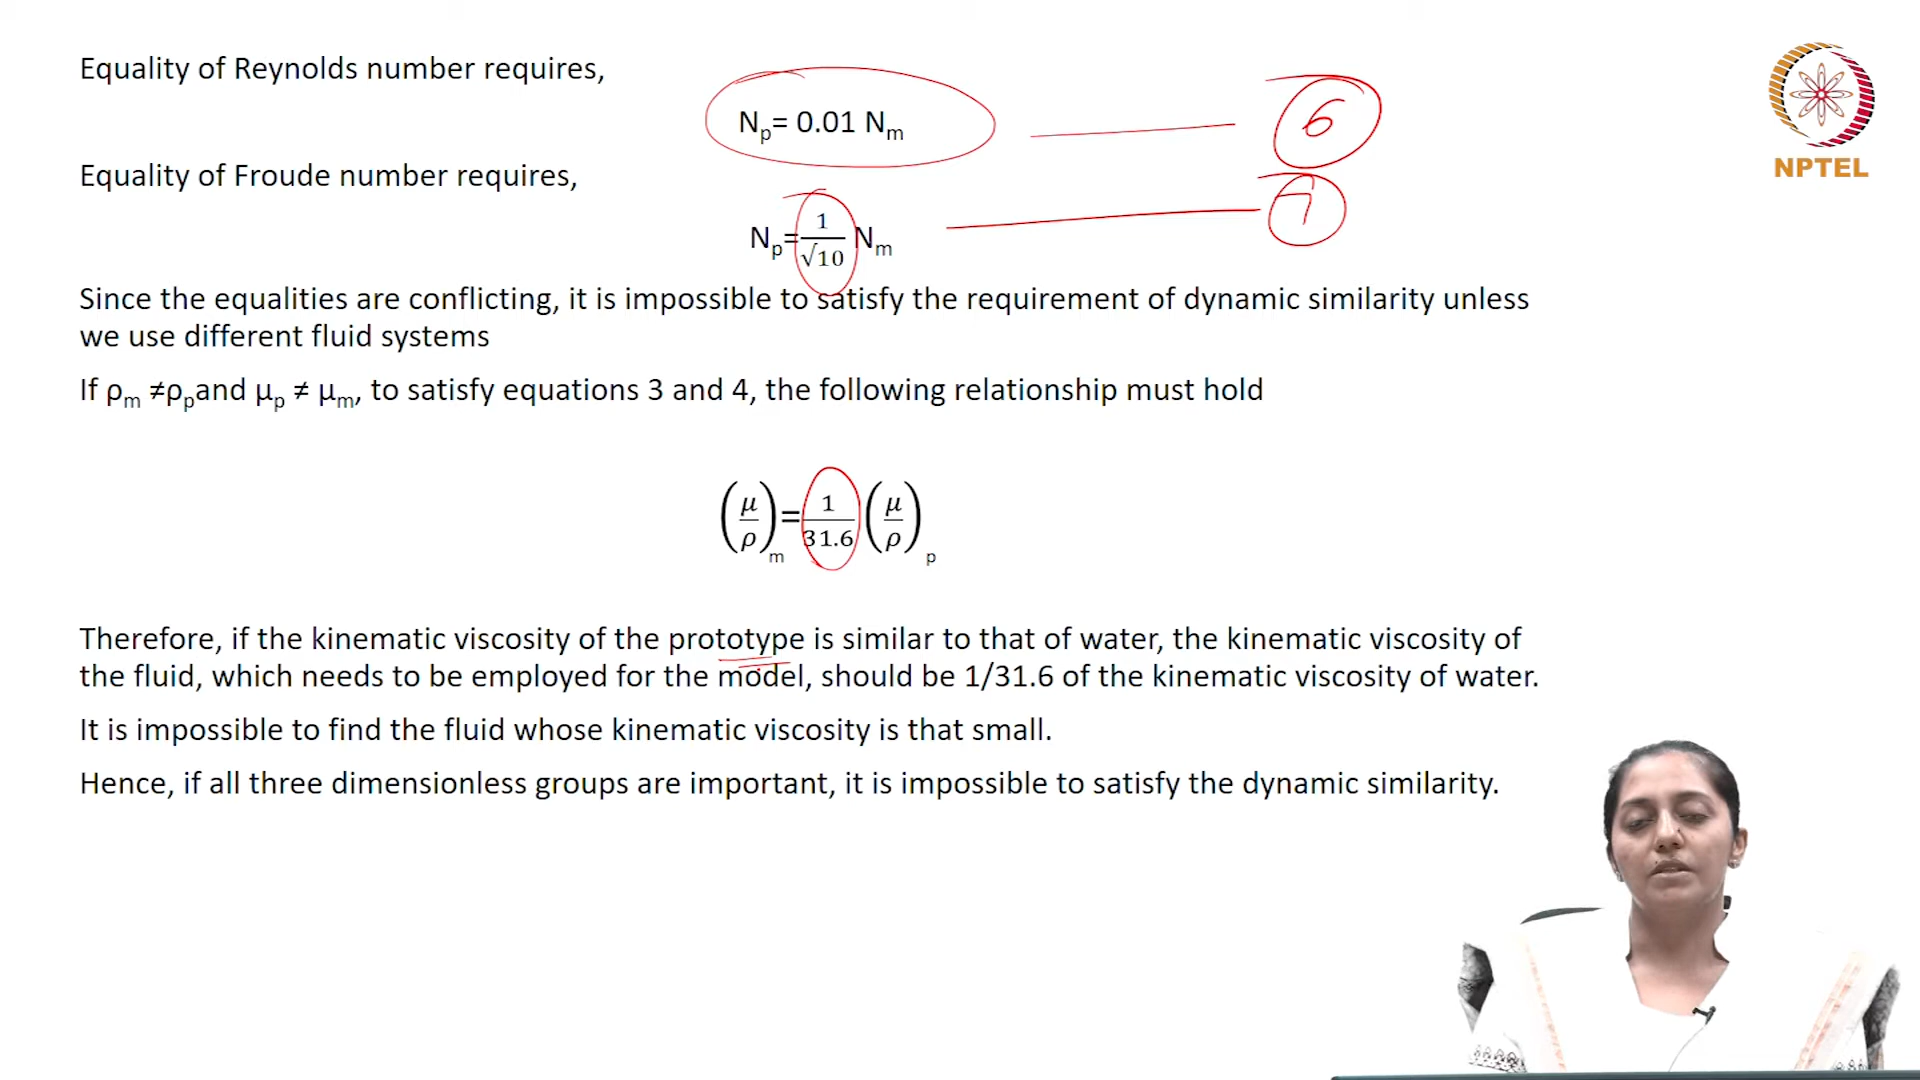 Equality of Reynolds number requires,
Np= 0.01 Nm
6
NPTEL
Equality of Froude number requires,
Np=1/√10 Nm
7
Since the equalities are conflicting, it is impossible to satisfy the requirement of dynamic similarity unless
we use different fluid systems
If ρm ≠ρpand μp ≠ μm, to satisfy equations 3 and 4, the following relationship must hold
(μ/ρ)m=1/31.6(μ/ρ)p
Therefore, if the kinematic viscosity of the prototype is similar to that of water, the kinematic viscosity of
the fluid, which needs to be employed for the model, should be 1/31.6 of the kinematic viscosity of water.
It is impossible to find the fluid whose kinematic viscosity is that small.
Hence, if all three dimensionless groups are important, it is impossible to satisfy the dynamic similarity.